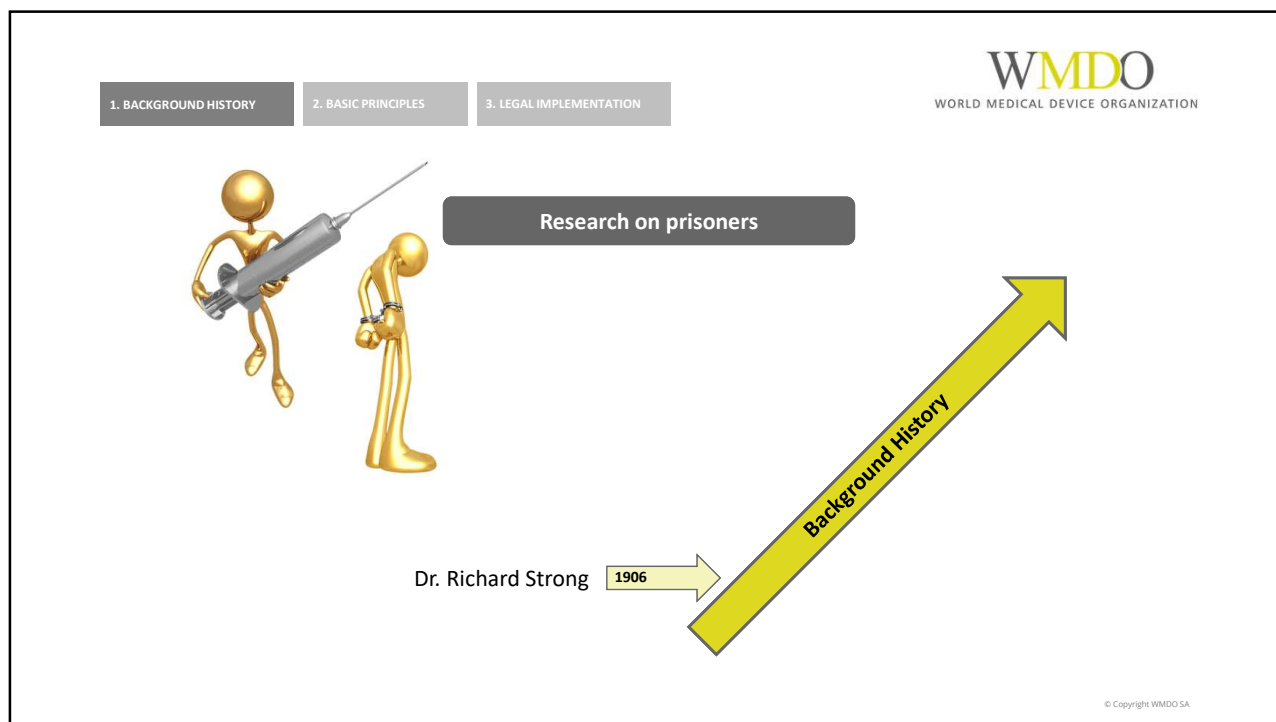 WMDO
WORLD MEDICAL DEVICE ORGANIZATION
1. BACKGROUND HISTORY
2. BASIC PRINCIPLES
3. LEGAL IMPLEMENTATION
Research on prisoners
Background History
Dr. Richard Strong
1906
© Copyright WMDO SA